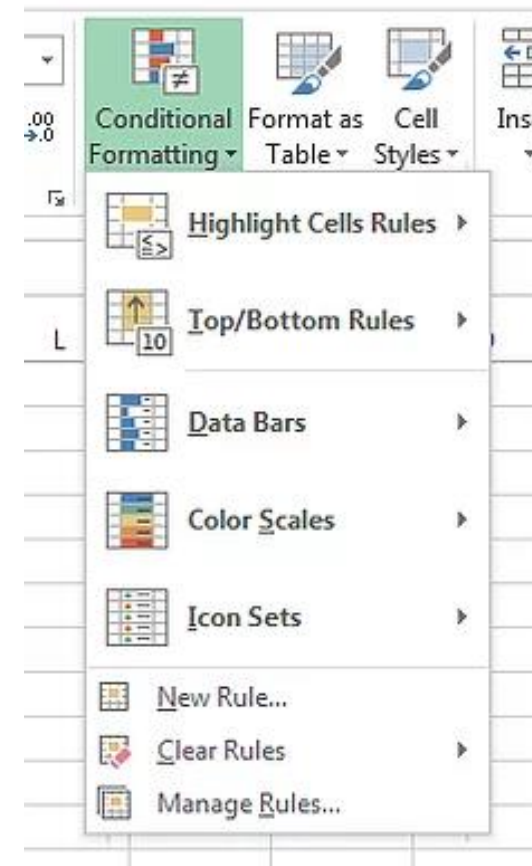 .00
→.0
Conditional Format as Cell Ins
Formatting Table Styles
L
Highlight Cells Rules
10
Top/Bottom Rules
Data Bars
Color Scales
Icon Sets
New Rule...
Clear Rules
Manage Rules...